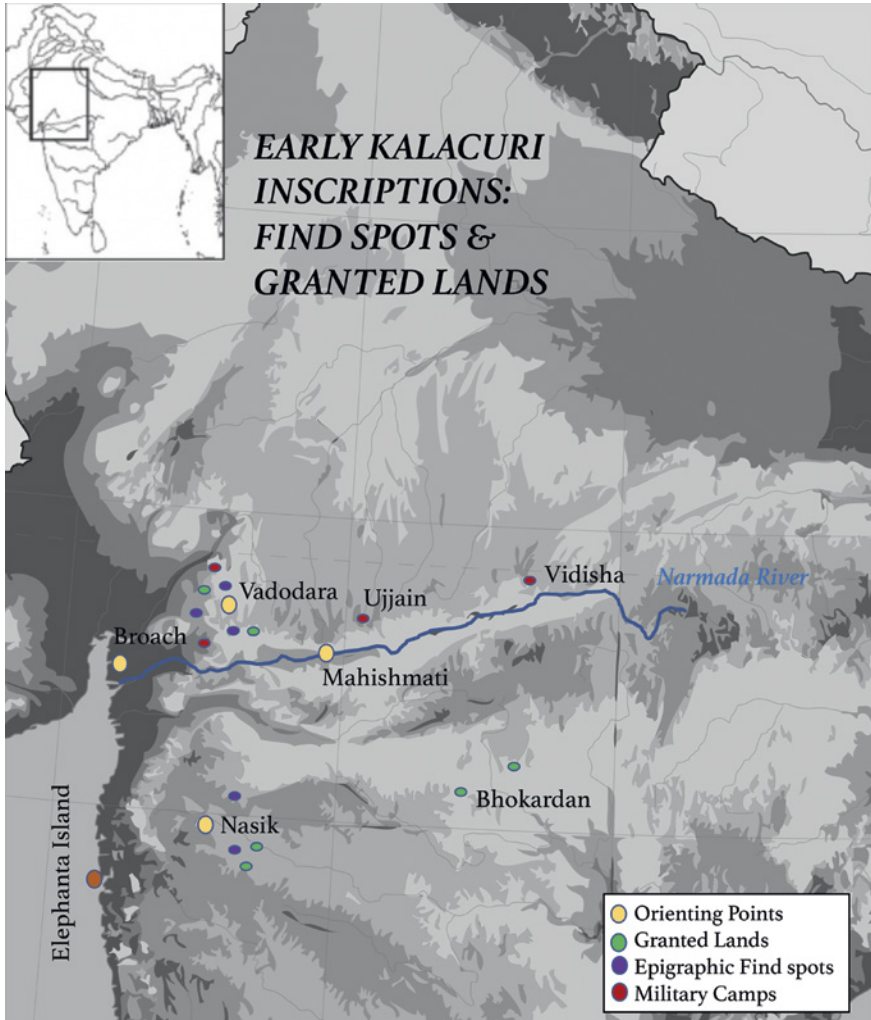 EARLY KALACURI
INSCRIPTIONS:
FIND SPOTS &
GRANTED LANDS
Vadodara
Ujjain
Vidisha
Narmada River
Broach
Mahishmati
Bhokardan
Nasik
Elephanta Island
Orienting Points
Granted Lands
Epigraphic Find spots
Military Camps